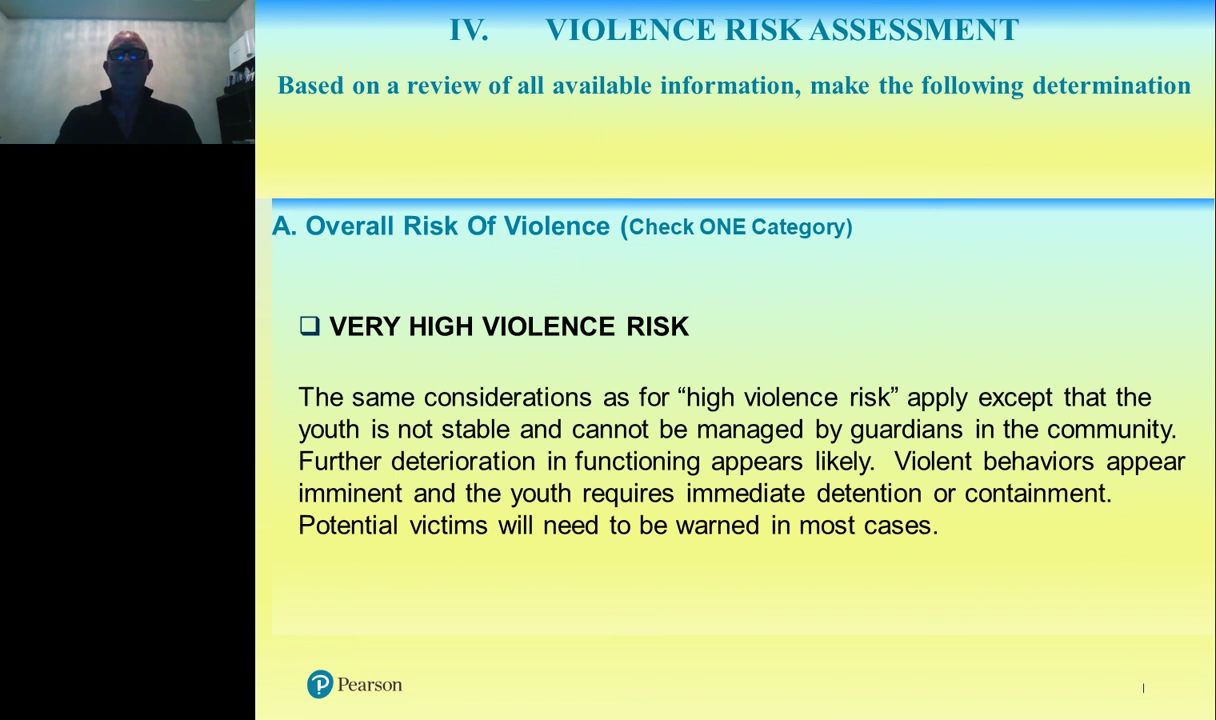 IV. VIOLENCE RISK ASSESSMENT
Based on a review of all available information, make the following determination
A. Overall Risk Of Violence (Check ONE Category)
❑ VERY HIGH VIOLENCE RISK
The same considerations as for “high violence risk” apply except that the
youth is not stable and cannot be managed by guardians in the community.
Further deterioration in functioning appears likely. Violent behaviors appear
imminent and the youth requires immediate detention or containment.
Potential victims will need to be warned in most cases.
Pearson